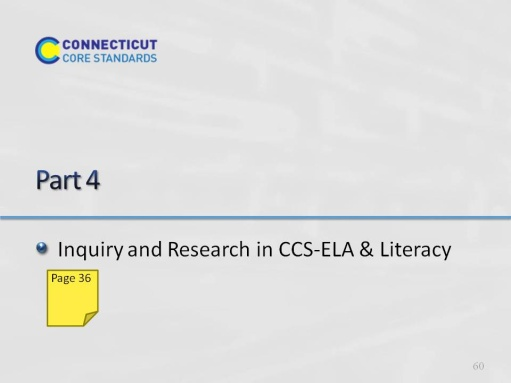 CONNECTICUT
CORE STANDARDS
Part 4
Inquiry and Research in CCS-ELA & Literacy
Page 36
60